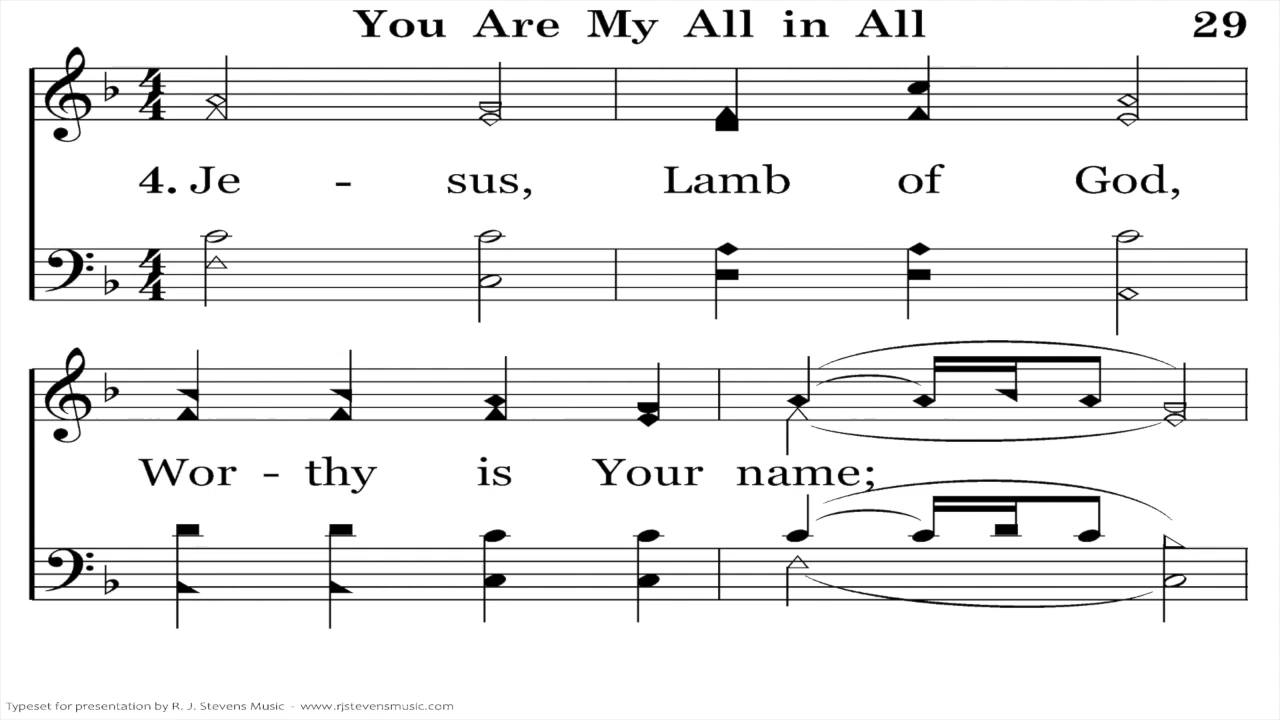 You Are My All in All 29
4. Je - sus, Lamb of God,
Wor - thy is Your name;
Typeset for presentation by R. J. Stevens Music - www.rjstevensmusic.com